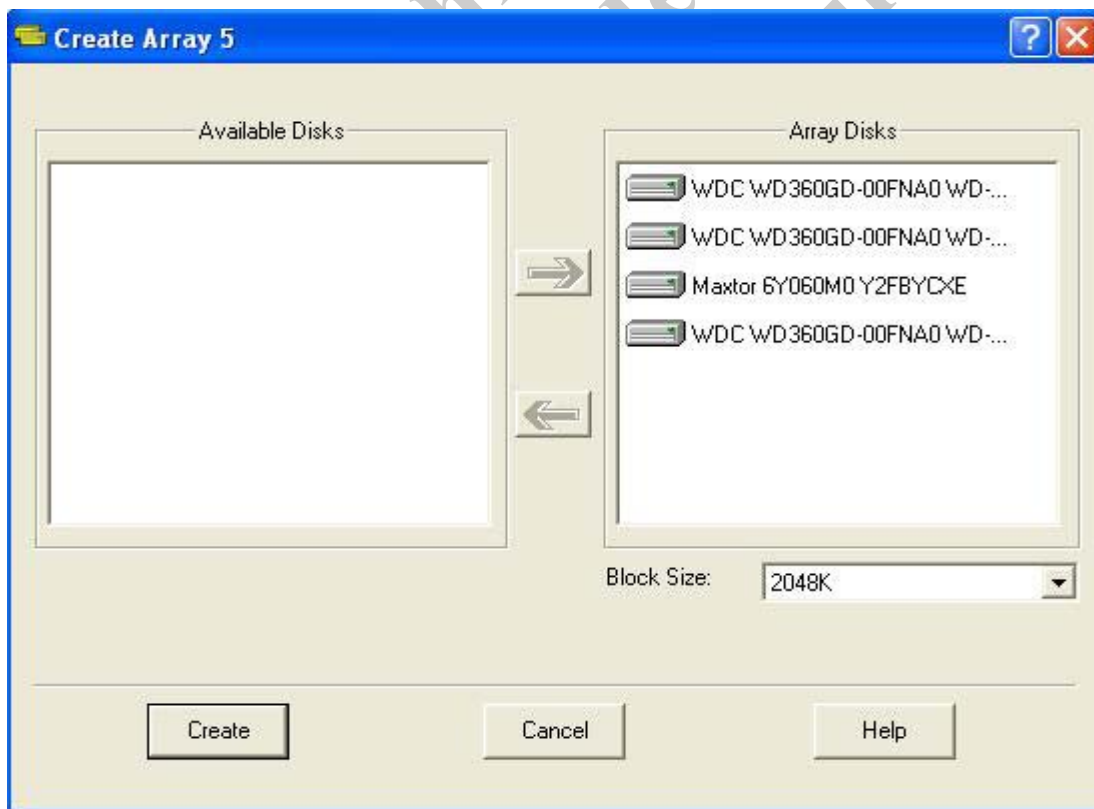 Create Array 5
Available Disks
Array Disks
WDC WD360GD-00FNA0 WD-...
WDC WD360GD-00FNA0 WD-...
Maxtor 6Y060M0 Y2FBYCXE
WDC WD360GD-00FNA0 WD-...
Block Size:
2048K
Create
Cancel
Help